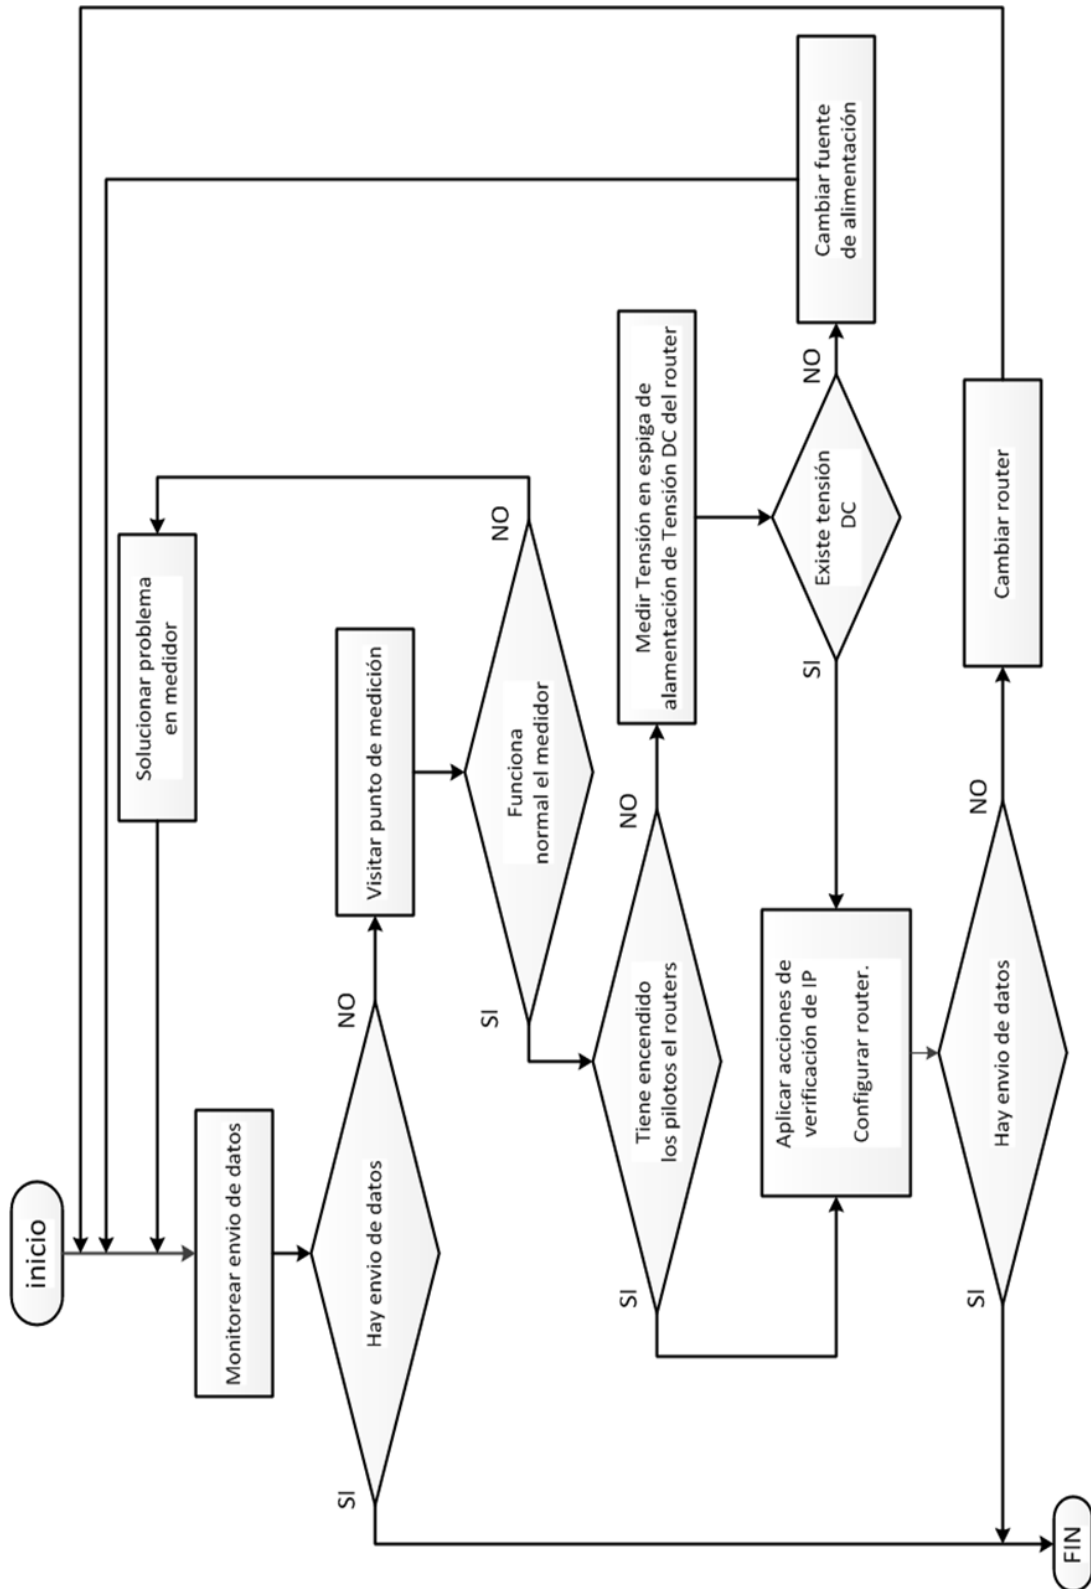 inicio
Monitorear envio de datos
Hay envio de datos
SI
NO
Solucionar problema
en medidor
Visitar punto de medición
Funciona
normal el medidor
SI
NO
Tiene encendido
los pilotos el routers
SI
NO
Medir Tensión en espiga de
alamentación de Tensión DC del router
Existe tensión
DC
SI
NO
Cambiar fuente
de alimentación
Aplicar acciones de
verificación de IP
Configurar router.
Hay envio de datos
SI
NO
Cambiar router
FIN